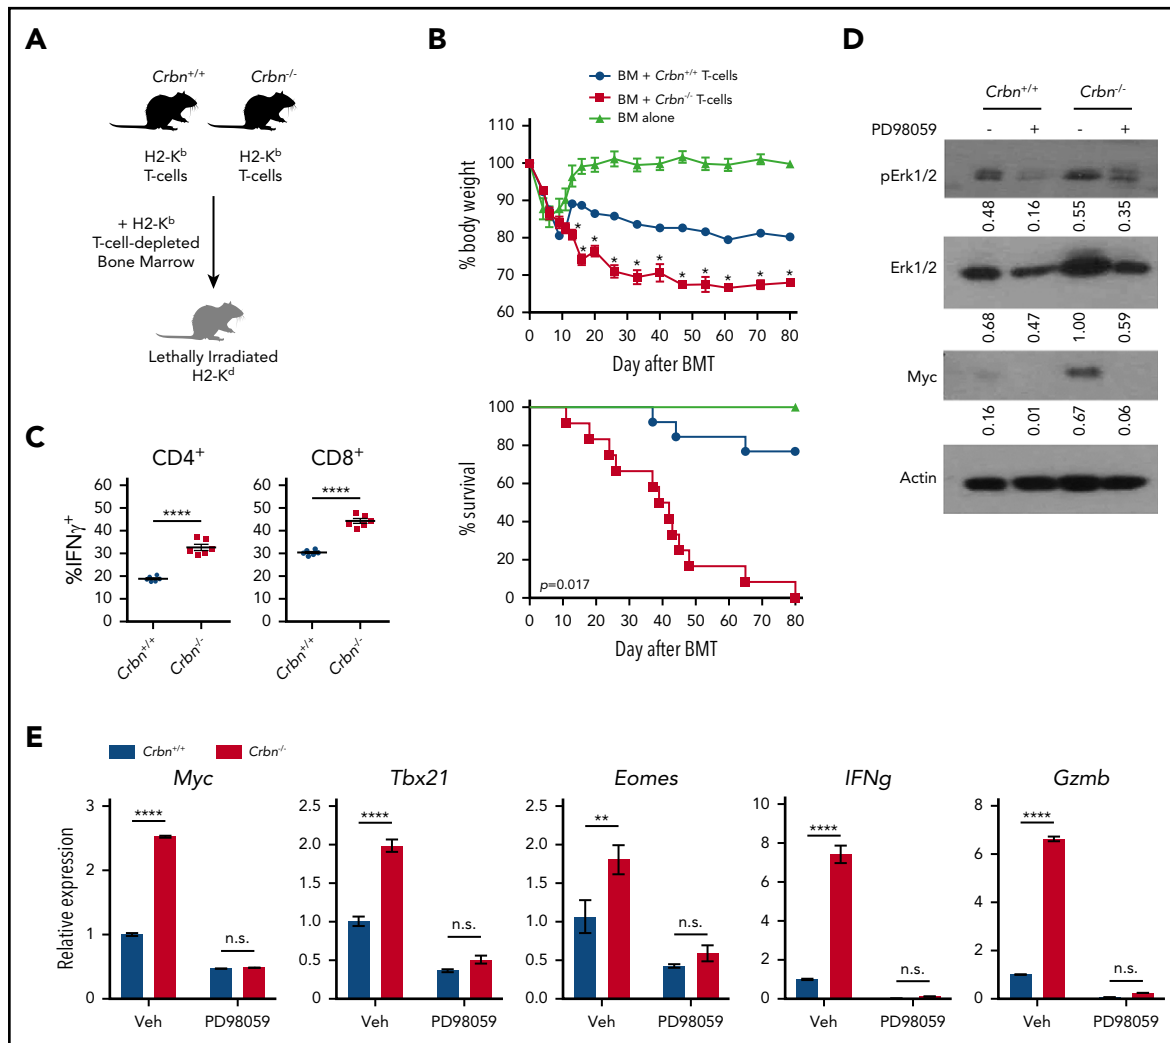 A
Crbn+/+ Crbn-/-
H2-Kb H2-Kb
T-cells T-cells
+ H2-Kb
T-cell-depleted
Bone Marrow
Lethally Irradiated
H2-Kd
B
BM + Crbn+/+ T-cells
BM + Crbn-/- T-cells
BM alone
% body weight
110
100
90
80
70
60
* * * * * * * * * *
0 10 20 30 40 50 60 70 80
Day after BMT
% survival
100
80
60
40
20
0
p=0.017
0 10 20 30 40 50 60 70 80
Day after BMT
C
CD4+ CD8+
%IFNγ+
60
50
40
30
20
10
0
****
Crbn+/+ Crbn-/-
60
50
40
30
20
10
0
****
Crbn+/+ Crbn-/-
D
Crbn+/+ Crbn-/-
PD98059 - + - +
pErk1/2
0.48 0.16 0.55 0.35
Erk1/2
0.68 0.47 1.00 0.59
Myc
0.16 0.01 0.67 0.06
Actin
E
Crbn+/+ Crbn-/-
Relative expression
Myc
3
2
1
0
****
n.s.
Veh PD98059
Tbx21
2.5
2.0
1.5
1.0
0.5
0
****
n.s.
Veh PD98059
Eomes
2.5
2.0
1.5
1.0
0.5
0.0
**
n.s.
Veh PD98059
IFNg
10
8
6
4
2
0
****
n.s.
Veh PD98059
Gzmb
8
6
4
2
0
****
n.s.
Veh PD98059